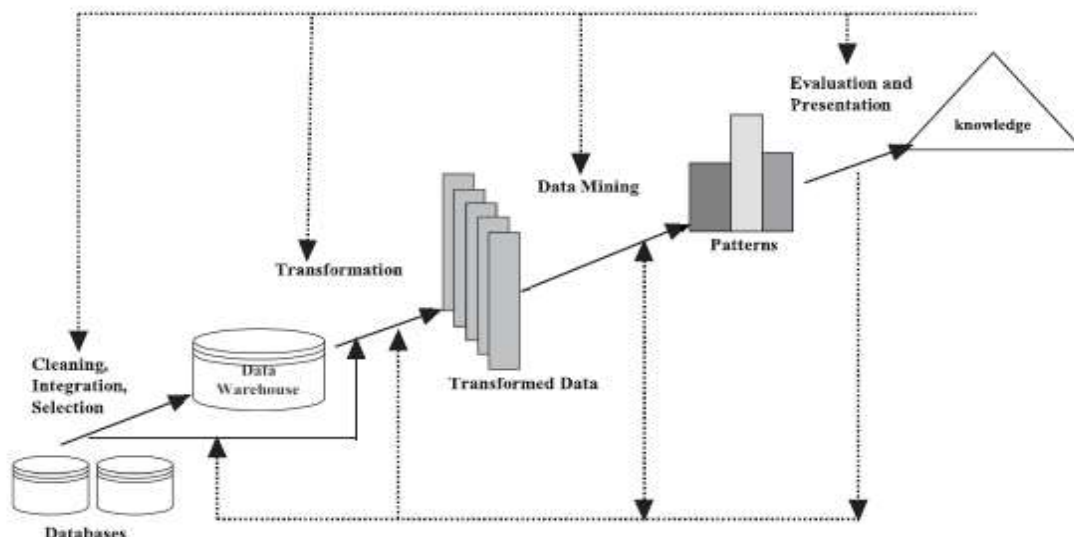 Evaluation and
Presentation
knowledge
Data Mining
Patterns
Transformation
Transformed Data
Cleaning,
Integration,
Selection
Data
Warehouse
Databases